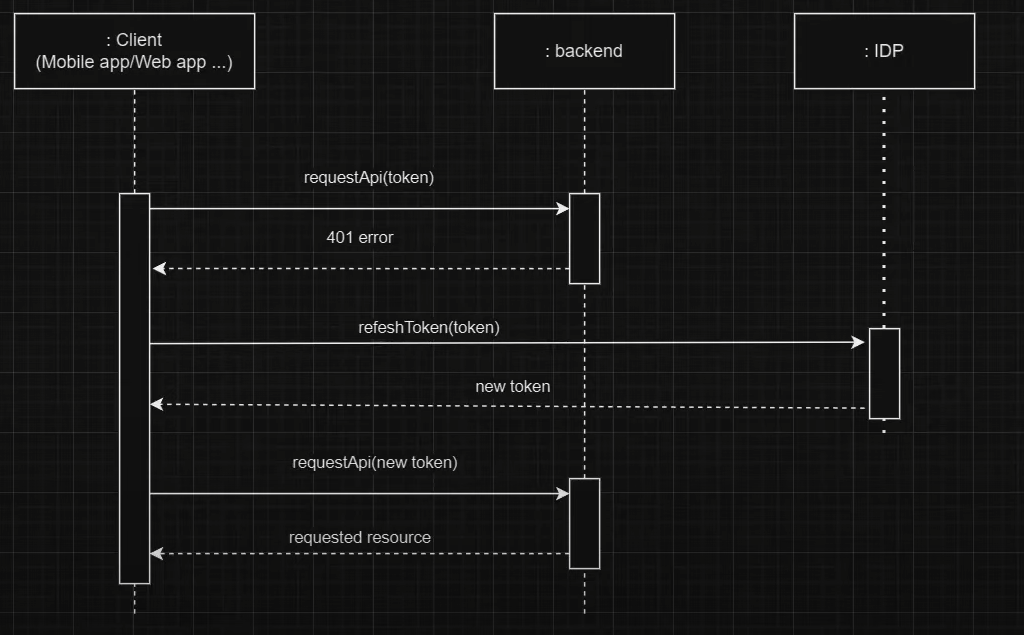 : Client
(Mobile app/Web app ...)
: backend
: IDP
requestApi(token)
401 error
refeshToken(token)
new token
requestApi(new token)
requested resource